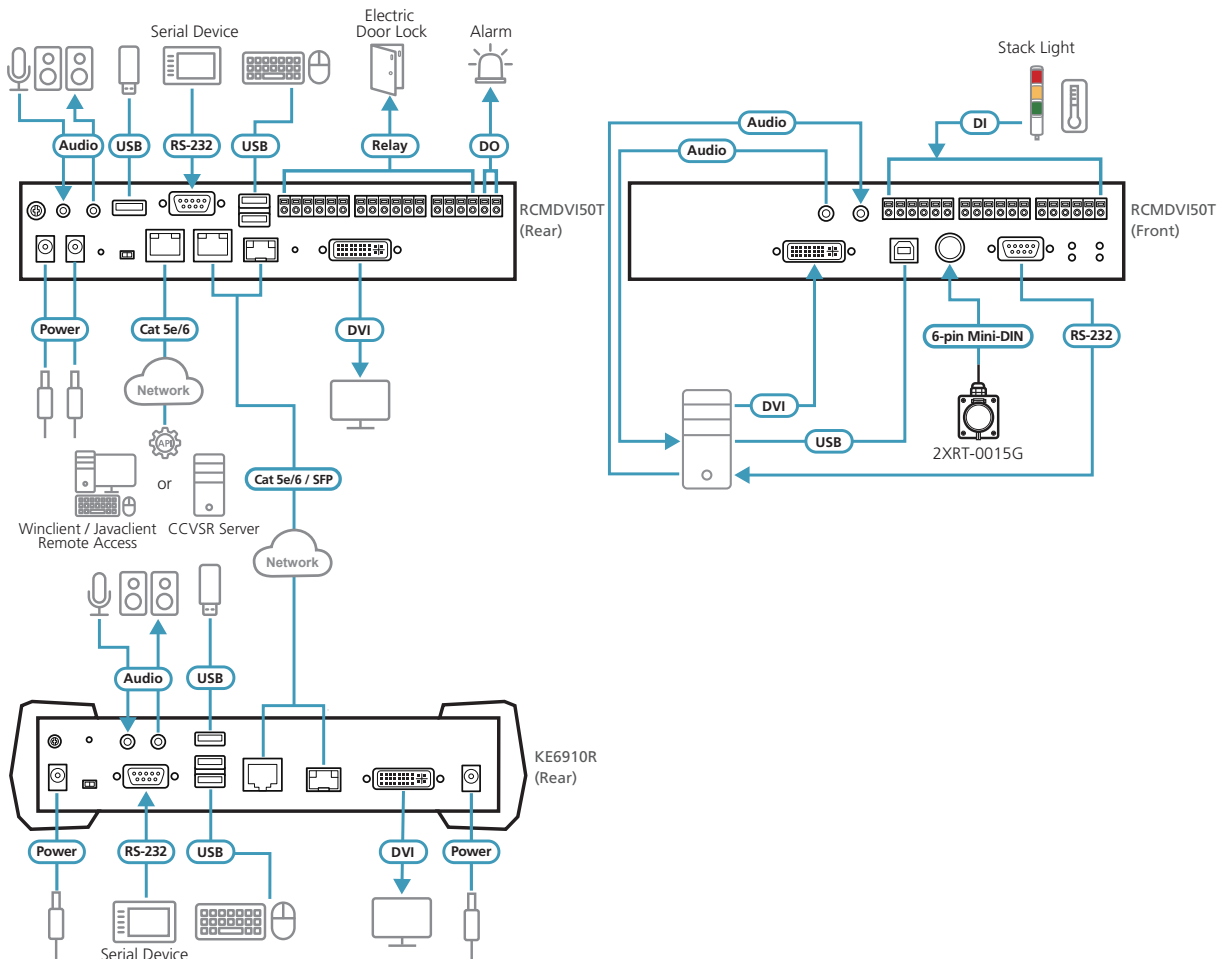 Electric
Door Lock
Serial Device
Alarm
Audio
USB
RS-232
USB
Relay
DO
RCMDVI50T
(Rear)
Power
Cat 5e/6
DVI
Network
API
or
Winclient / Javaclient
Remote Access
CCVSR Server
Cat 5e/6 / SFP
Network
Stack Light
Audio
DI
Audio
RCMDVI50T
(Front)
6-pin Mini-DIN
RS-232
DVI
USB
2XRT-0015G
Audio
USB
KE6910R
(Rear)
Power
RS-232
USB
DVI
Power
Serial Device